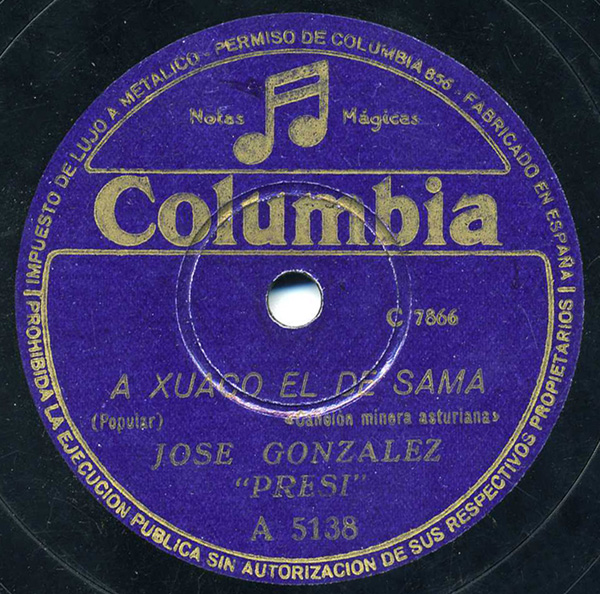 IMPUESTO DE LUJO A METALICO - PERMISO DE COLUMBIA 856 - FABRICADO EN ESPAÑA
Notas Mágicas
Columbia
C 7866
A XUACO EL DE SAMA
(Popular) «Canción minera asturiana»
JOSE GONZALEZ
"PRESI"
A 5138
PROHIBIDA LA EJECUCION PUBLICA SIN AUTORIZACION DE SUS RESPECTIVOS PROPIETARIOS